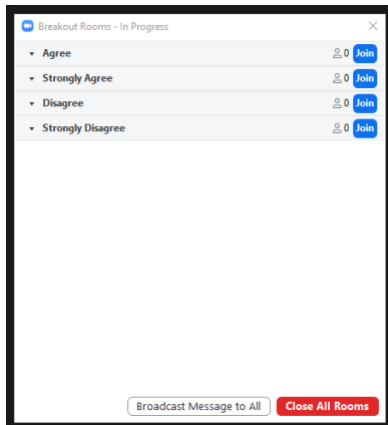 Breakout Rooms - In Progress
Agree 0 Join
Strongly Agree 0 Join
Disagree 0 Join
Strongly Disagree 0 Join
Broadcast Message to All Close All Rooms